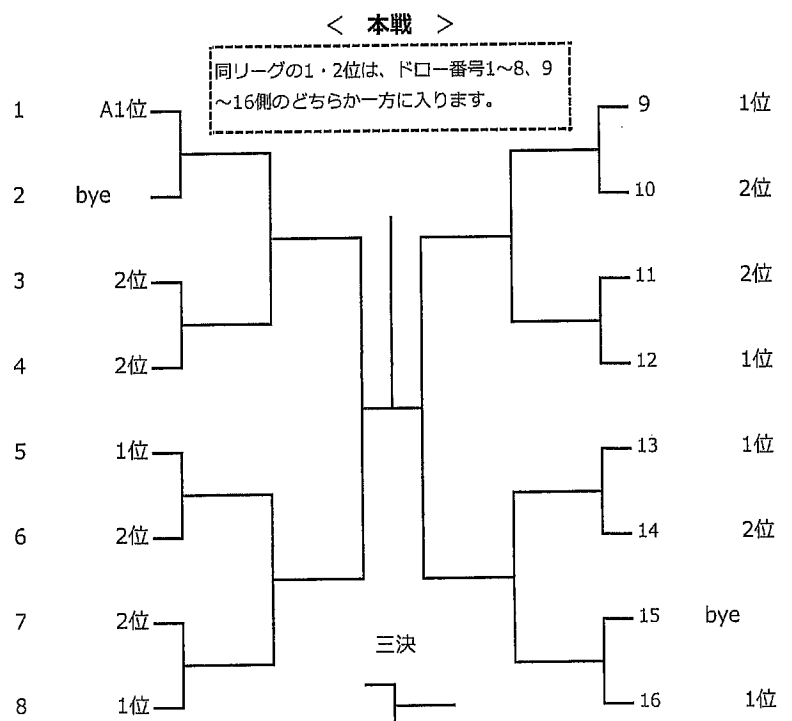 ＜ 本戦 ＞
同リーグの1・2位は、ドロー番号1～8、9
～16側のどちらか一方に入ります。
1 A1位
2 bye
3 2位
4 2位
5 1位
6 2位
7 2位
8 1位
9 1位
10 2位
11 2位
12 1位
13 1位
14 2位
15 bye
16 1位
三決